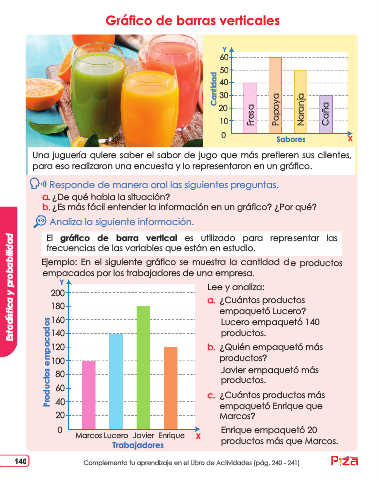 Gráfico de barras verticales
Y
60
50
40
30
20
10
0
Cantidad
Fresa
Papaya
Naranja
Caña
Sabores
X
Una juguería quiere saber el sabor de jugo que más prefieren sus clientes,
para eso realizaron una encuesta y lo representaron en un gráfico.
Responde de manera oral las siguientes preguntas.
a. ¿De qué habla la situación?
b. ¿Es más fácil entender la información en un gráfico? ¿Por qué?
Analiza la siguiente información.
El gráfico de barra vertical es utilizado para representar las
frecuencias de las variables que están en estudio.
Ejemplo: En el siguiente gráfico se muestra la cantidad de productos
empacados por los trabajadores de una empresa.
Y
200
180
160
140
120
100
80
60
40
20
0
Productos empacados
Marcos Lucero Javier Enrique
X
Trabajadores
Lee y analiza:
a. ¿Cuántos productos
empaquetó Lucero?
Lucero empaquetó 140
productos.
b. ¿Quién empaquetó más
productos?
Javier empaquetó más
productos.
c. ¿Cuántos productos más
empaquetó Enrique que
Marcos?
Enrique empaquetó 20
productos más que Marcos.
Estadística y probabilidad
140
Complementa tu aprendizaje en el Libro de Actividades (pág. 240 - 241)